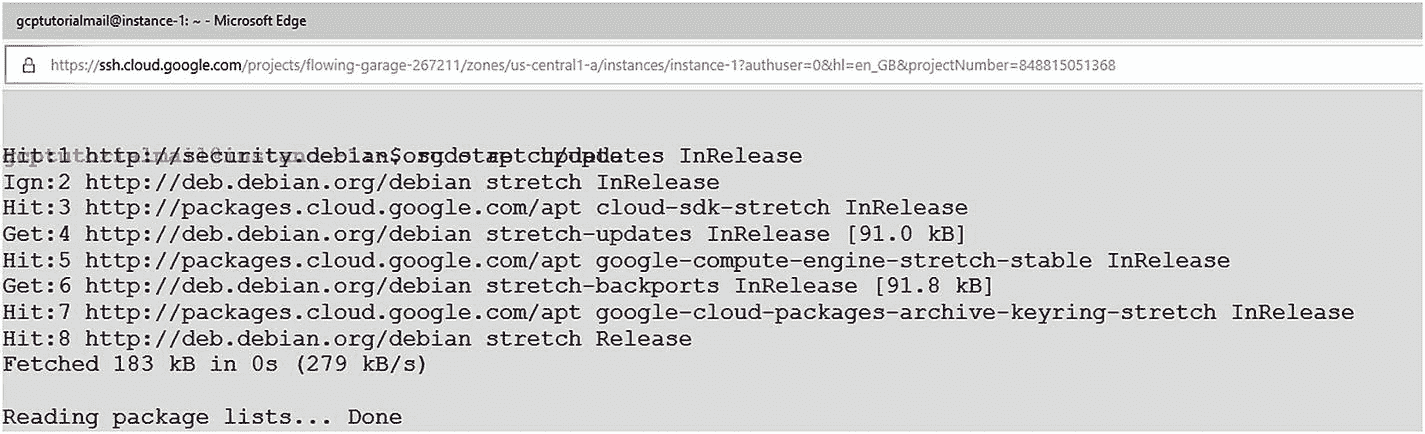 gcptutorialmail@instance-1: ~ - Microsoft Edge
https://ssh.cloud.google.com/projects/flowing-garage-267211/zones/us-central1-a/instances/instance-1?authuser=0&hl=en_GB&projectNumber=848815051368
Hit:1 http://security.debian.org stretch/updates InRelease
Ign:2 http://deb.debian.org/debian stretch InRelease
Hit:3 http://packages.cloud.google.com/apt cloud-sdk-stretch InRelease
Get:4 http://deb.debian.org/debian stretch-updates InRelease [91.0 kB]
Hit:5 http://packages.cloud.google.com/apt google-compute-engine-stretch-stable InRelease
Get:6 http://deb.debian.org/debian stretch-backports InRelease [91.8 kB]
Hit:7 http://packages.cloud.google.com/apt google-cloud-packages-archive-keyring-stretch InRelease
Hit:8 http://deb.debian.org/debian stretch Release
Fetched 183 kB in 0s (279 kB/s)
Reading package lists... Done